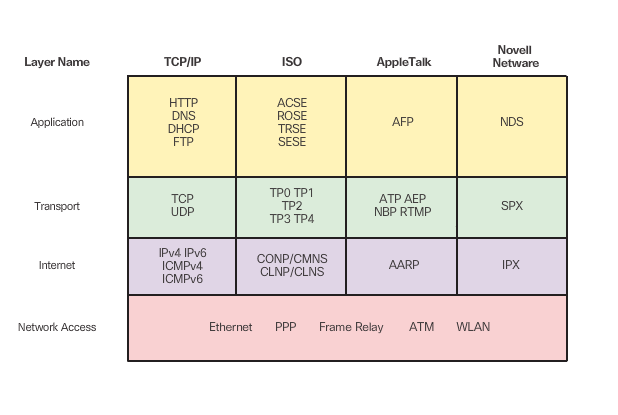 Layer Name TCP/IP ISO AppleTalk Novell
Netware
Application
HTTP
DNS
DHCP
FTP
ACSE
ROSE
TRSE
SESE
AFP
NDS
Transport
TCP
UDP
TP0 TP1
TP2
TP3 TP4
ATP AEP
NBP RTMP
SPX
Internet
IPv4 IPv6
ICMPv4
ICMPv6
CONP/CMNS
CLNP/CLNS
AARP
IPX
Network Access
Ethernet PPP Frame Relay ATM WLAN